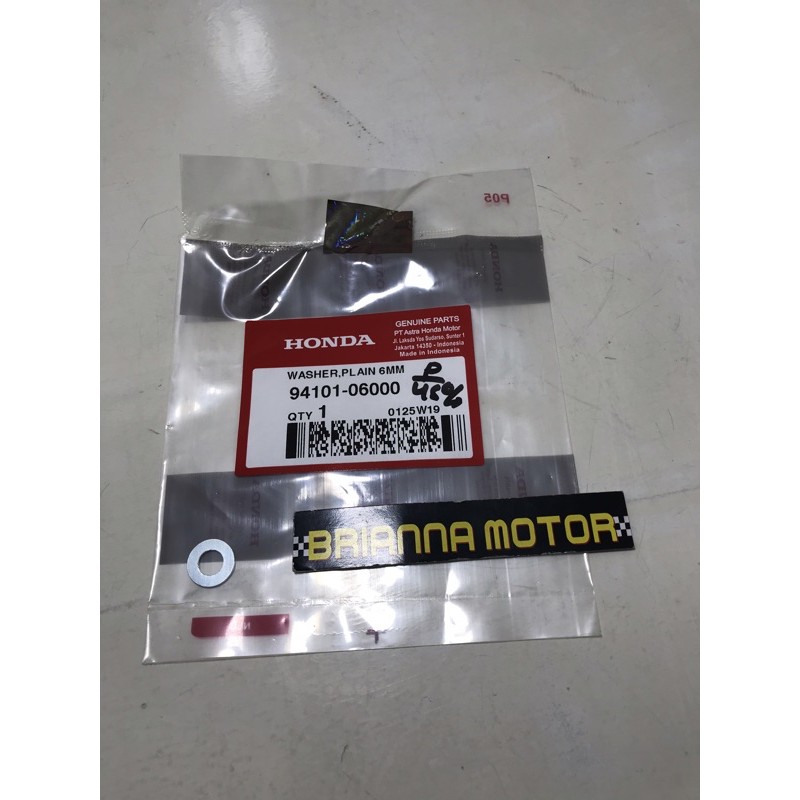 P05
HONDA
GENUINE PARTS
PT Astra Honda Motor
Jl. Laksda Yos Sudarso, Sunter 1
Jakarta 14350 - Indonesia
Made in Indonesia
WASHER,PLAIN 6MM
94101-06000
QTY 1
0125W19
BRIANNA MOTOR